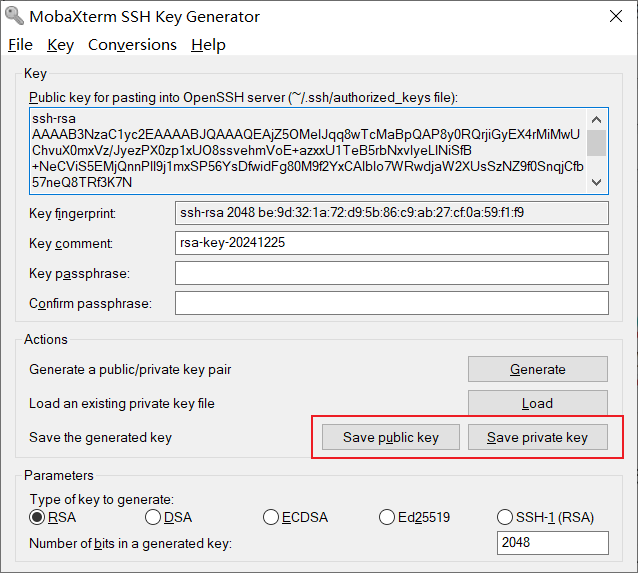 MobaXterm SSH Key Generator
File Key Conversions Help
Key
Public key for pasting into OpenSSH server (~/.ssh/authorized_keys file):
ssh-rsa
AAAAB3NzaC1yc2EAAAABJQAAAQEAjZ5OMeIJqq8wTcMaBpQAP8y0RQrjiGyEX4rMiMwU
ChvuX0mxVz/JyezPX0zp1xUO8ssvehmVoE+azxxU1TeB5rbNxvIyeLINiSfB
+NeCViS5EMjQnnPIl9j1mxSP56YsDfwidFg80M9f2YxCAlblo7WRwdjaW2XUsSzNZ9f0SnqjCfb
57neQ8TRf3K7N
Key fingerprint: ssh-rsa 2048 be:9d:32:1a:72:d9:5b:86:c9:ab:27:cf:0a:59:f1:f9
Key comment: rsa-key-20241225
Key passphrase:
Confirm passphrase:
Actions
Generate a public/private key pair Generate
Load an existing private key file Load
Save the generated key Save public key Save private key
Parameters
Type of key to generate:
RSA DSA ECDSA Ed25519 SSH-1 (RSA)
Number of bits in a generated key: 2048